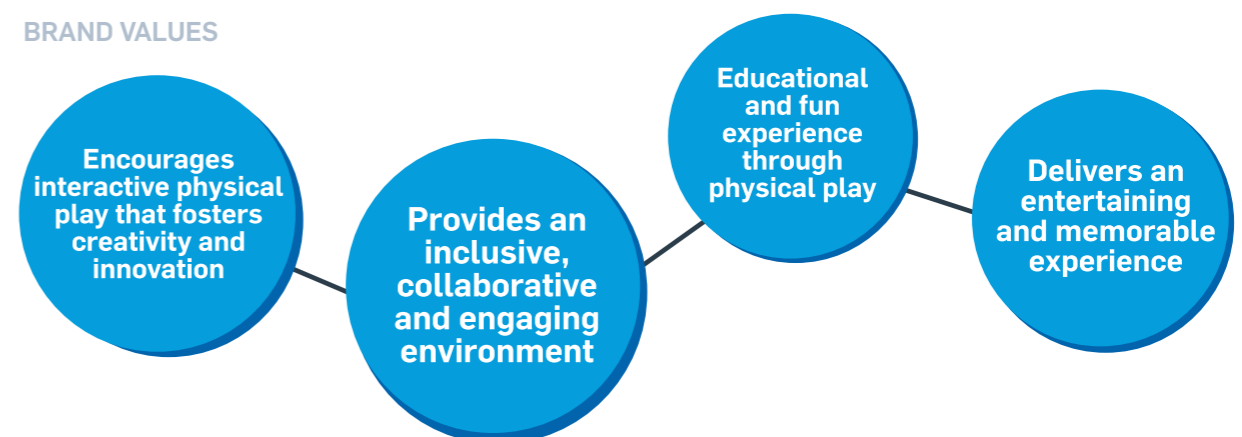 BRAND VALUES
Encourages
interactive physical
play that fosters
creativity and
innovation
Provides an
inclusive,
collaborative
and engaging
environment
Educational
and fun
experience
through
physical play
Delivers an
entertaining
and memorable
experience